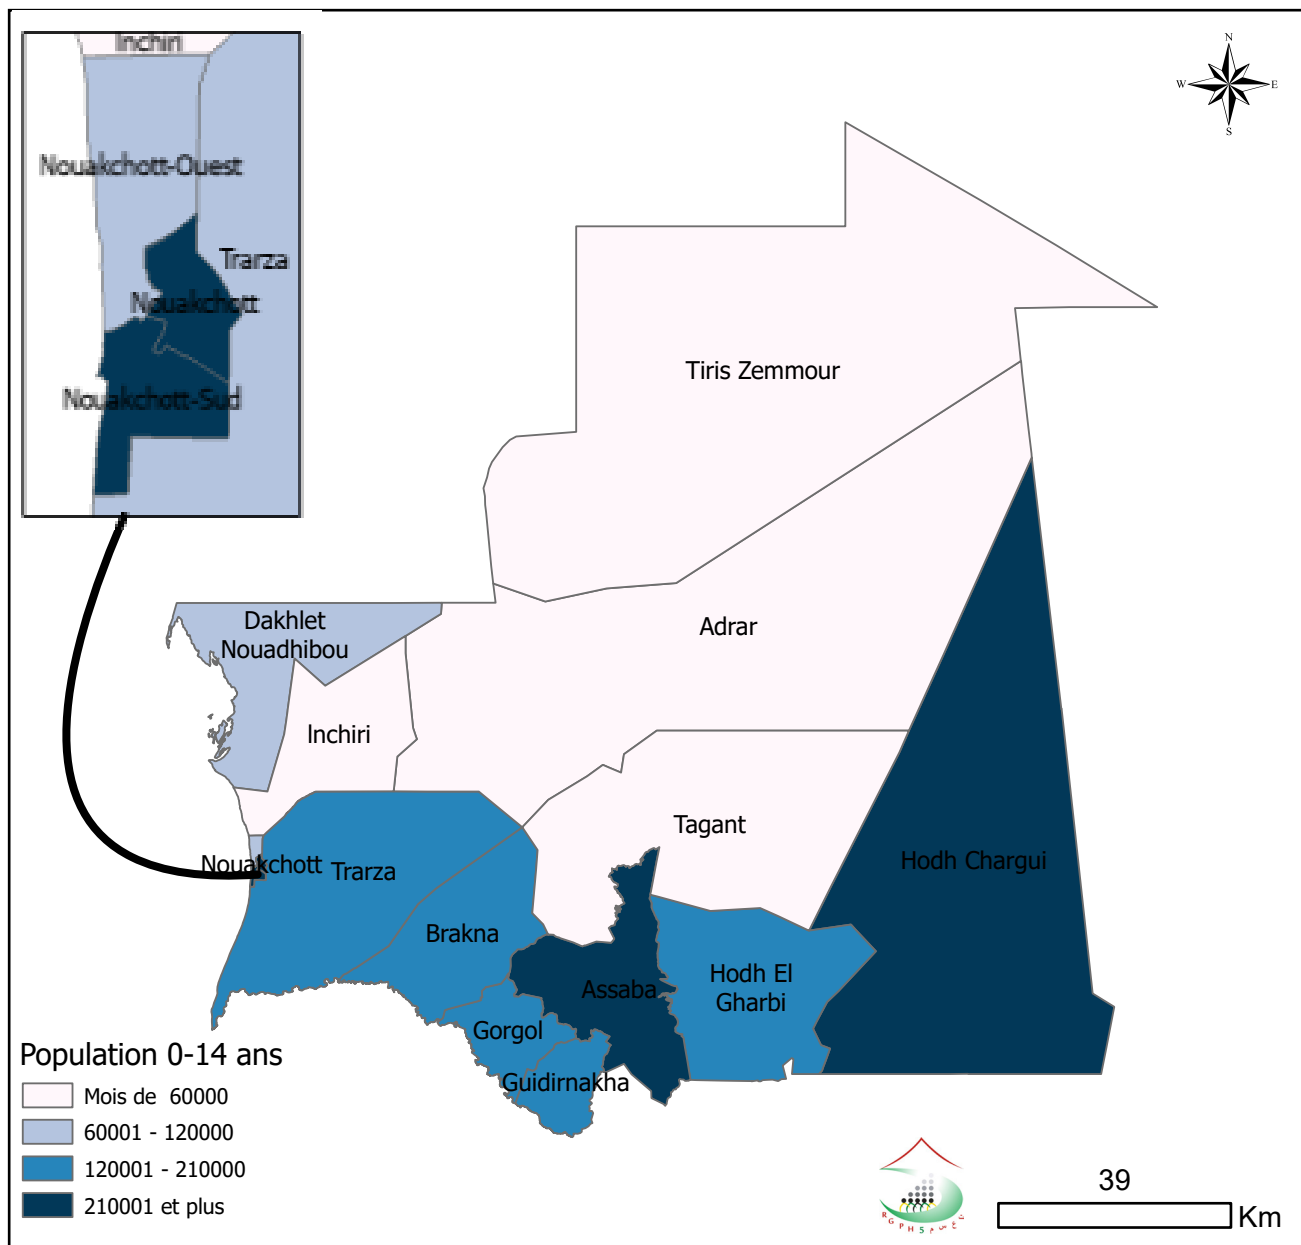 Inchiri
Nouakchott-Ouest
Trarza
Nouakchott
Nouakchott-Sud
N
W
E
S
Tiris Zemmour
Dakhlet
Nouadhibou
Adrar
Inchiri
Tagant
Nouakchott
Trarza
Hodh Chargui
Brakna
Assaba
Hodh El
Gharbi
Gorgol
Guidirnakha
Population 0-14 ans
Mois de 60000
60001 - 120000
120001 - 210000
210001 et plus
RGPH5
39
Km